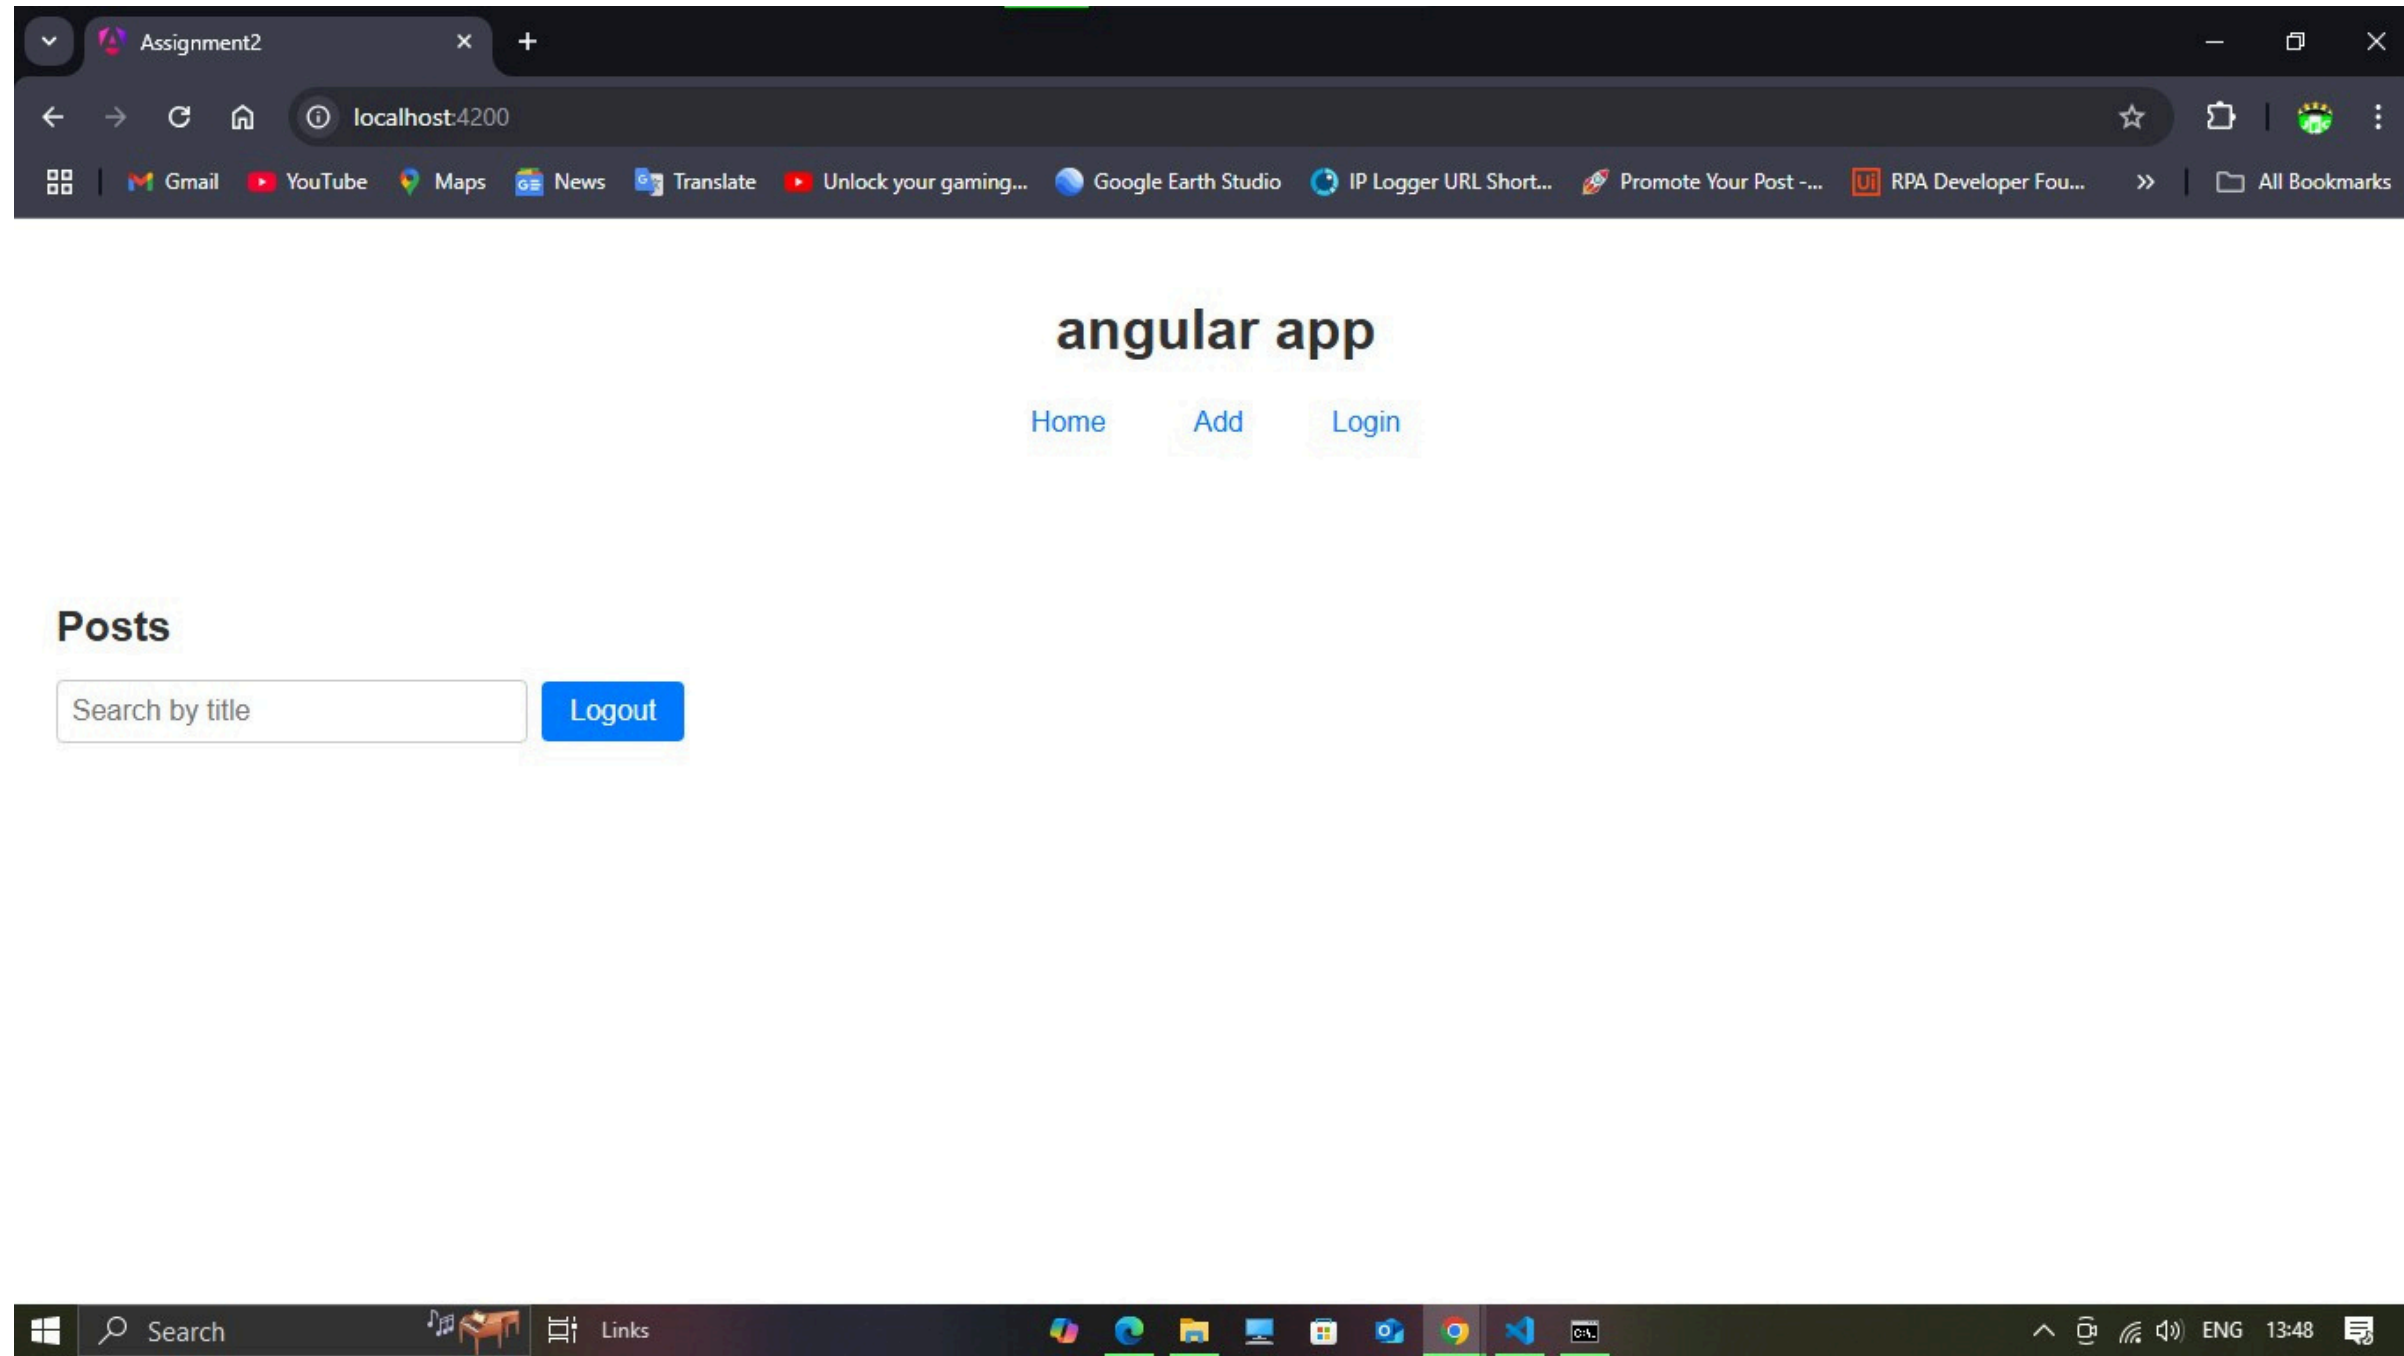 Assignment2
localhost:4200
Gmail YouTube Maps News Translate Unlock your gaming... Google Earth Studio IP Logger URL Short... Promote Your Post -... RPA Developer Fou... All Bookmarks
angular app
Home Add Login
Posts
Search by title Logout
Search Links ENG 13:48